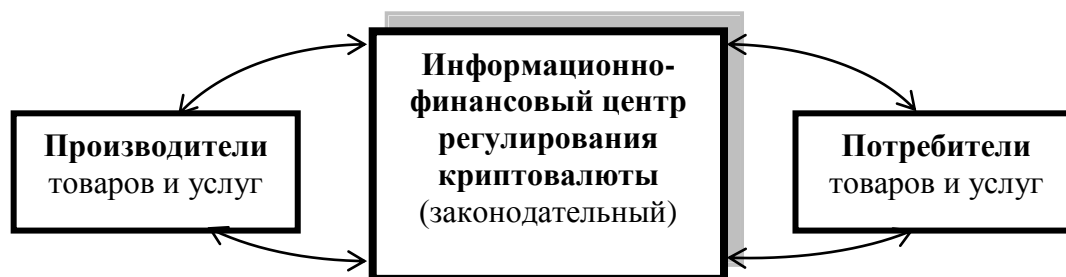 Производители
товаров и услуг
Информационно-
финансовый центр
регулирования
криптовалюты
(законодательный)
Потребители
товаров и услуг